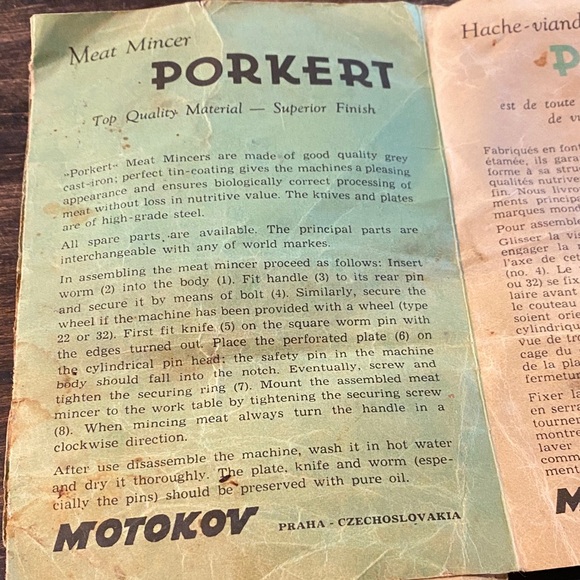 Meat Mincer
PORKERT
Top Quality Material — Superior Finish
„Porkert“ Meat Mincers are made of good quality grey
cast-iron; perfect tin-coating gives the machines a pleasing
appearance and ensures biologically correct processing of
meat without loss in nutritive value. The knives and plates
are of high-grade steel.
All spare parts are available. The principal parts are
interchangeable with any of world markes.
In assembling the meat mincer proceed as follows: Insert
worm (2) into the body (1). Fit handle (3) to its rear pin
and secure it by means of bolt (4). Similarly, secure the
wheel if the machine has been provided with a wheel (type
22 or 32). First fit knife (5) on the square worm pin with
the edges turned out. Place the perforated plate (6) on
the cylindrical pin head; the safety pin in the machine
body should fall into the notch. Eventually, screw and
tighten the securing ring (7). Mount the assembled meat
mincer to the work table by tightening the securing screw
(8). When mincing meat always turn the handle in a
clockwise direction.
After use disassemble the machine, wash it in hot water
and dry it thoroughly. The plate, knife and worm (espe-
cially the pins) should be preserved with pure oil.
MOTOKOV PRAHA - CZECHOSLOVAKIA
Hache-viand
P
est de toute
de v
Fabriqués en font
étamée, ils gara
forme à sa stru
qualités nutritive
fin. Nous livro
ments principa
marques mond
Pour assemble
Glisser la vis
engager la
l'axe de cet
(no. 4). Le
ou 32) se fix
laire avant
le couteau
soient orie
cylindriqu
vue de tro
cage du
de la pla
fermetur
Fixer la
en serra
tourner
montre
laver
comm
ment
M